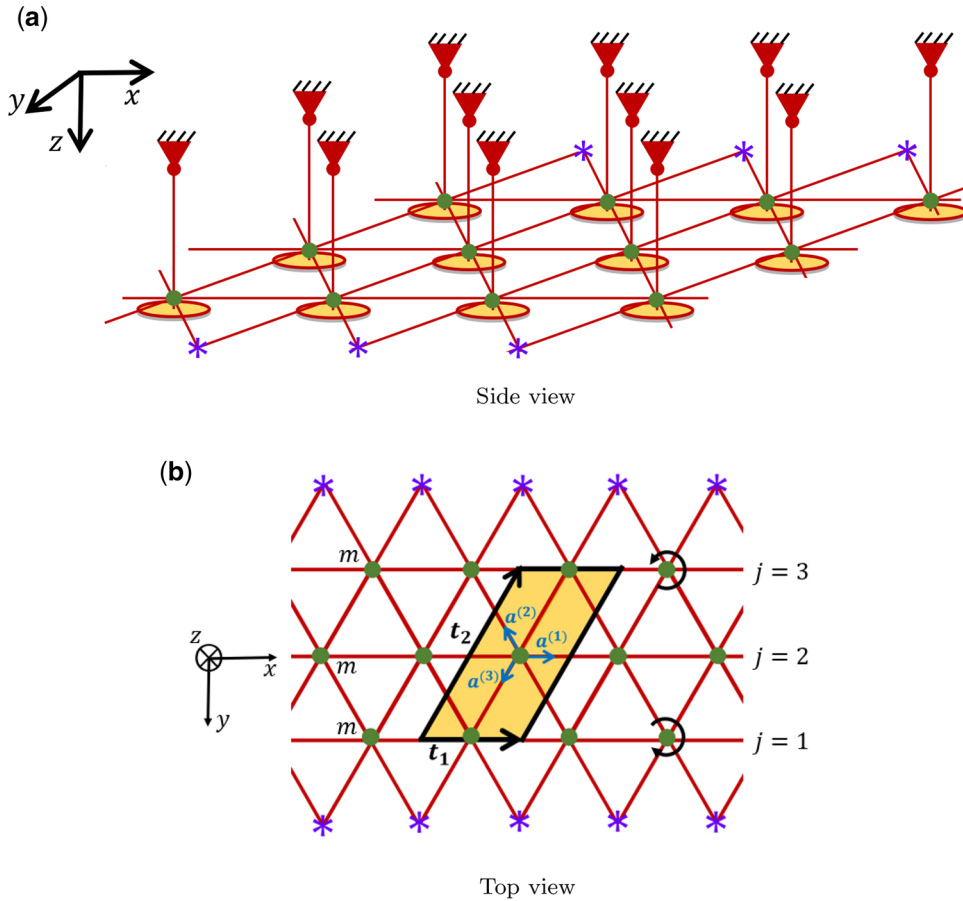 (a)
x
y
z
Side view
(b)
m
j = 3
a^(2)
t₂
a^(1)
z
x
m
j = 2
a^(3)
y
m
t₁
j = 1
Top view